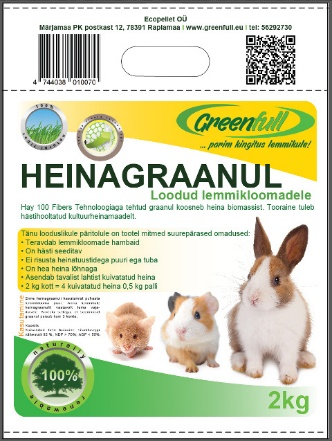 Ecopellet OÜ
Märjamaa PK postkast 12, 78391 Raplamaa | www.greenfull.eu | tel: 56292730
4 744038 010070
100%
Greenfull
... parim kingitus lemmikule!
HEINAGRAANUL
Loodud lemmikloomadele
Hay 100 Fibers Tehnoloogiaga tehtud graanul koosneb heina biomassist. Tooraine tuleb
hästihooltatud kultuurheinamaadelt.
Tänu looduslikule päritolule on tootel mitmed suurepärased omadused:
• Teravdab lemmikloomade hambaid
• On hästi seeditav
• Ei risusta heinatuustidega puuri ega tuba
• On hea heina lõhnaga
• Asendab tavalist lahtist kuivatatud heina
• 2 kg kott = 4 kuivatatud heina 0,5 kg palli
naturally
100%
renewable
2kg